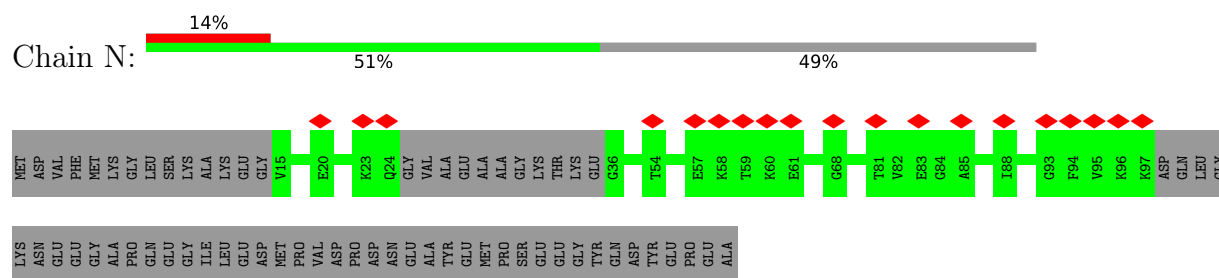 14%
Chain N:
51%
49%
MET ASP VAL PHE MET LYS GLY LEU SER LYS ALA LYS GLU GLY V15 E20 K23 Q24 GLY VAL ALA GLU ALA ALA GLY LYS THR LYS GLU G36 T54 E57 K58 T59 K60 E61 G68 T81 V82 E83 G84 A85 I88 G93 F94 V95 K96 K97 ASP GLN LEU GLY
LYS ASN GLU GLU GLY ALA PRO GLN GLU GLY ILE LEU GLU ASP MET PRO VAL ASP PRO ASP ASN GLU ALA TYR GLU MET PRO SER GLU GLU GLY TYR GLN ASP TYR GLU PRO GLU ALA